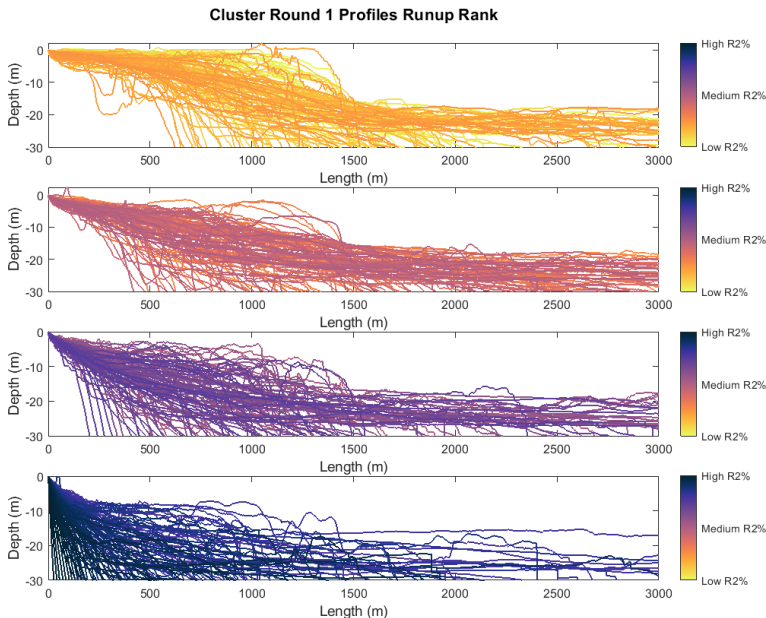 Cluster Round 1 Profiles Runup Rank
0
-10
-20
-30
Depth (m)
0 500 1000 1500 2000 2500 3000
Length (m)
High R2%
Medium R2%
Low R2%
0
-10
-20
-30
Depth (m)
0 500 1000 1500 2000 2500 3000
Length (m)
High R2%
Medium R2%
Low R2%
0
-10
-20
-30
Depth (m)
0 500 1000 1500 2000 2500 3000
Length (m)
High R2%
Medium R2%
Low R2%
0
-10
-20
-30
Depth (m)
0 500 1000 1500 2000 2500 3000
Length (m)
High R2%
Medium R2%
Low R2%